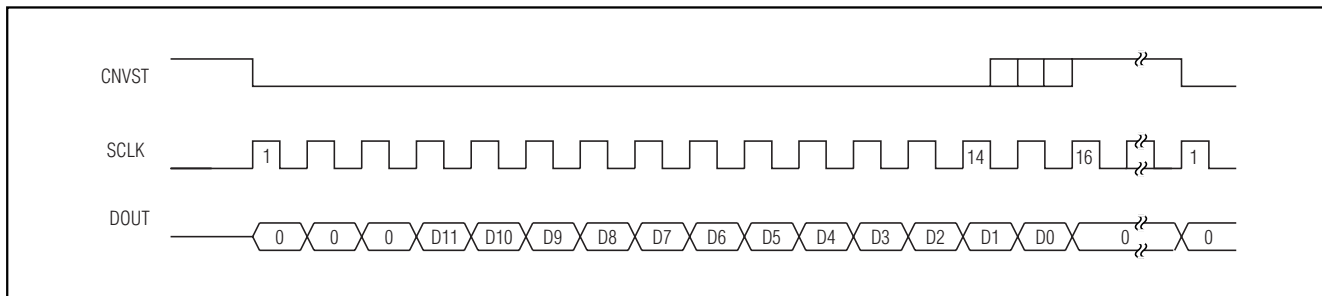 CNVST
SCLK 1 14 16 1
DOUT 0 0 0 D11 D10 D9 D8 D7 D6 D5 D4 D3 D2 D1 D0 0 0